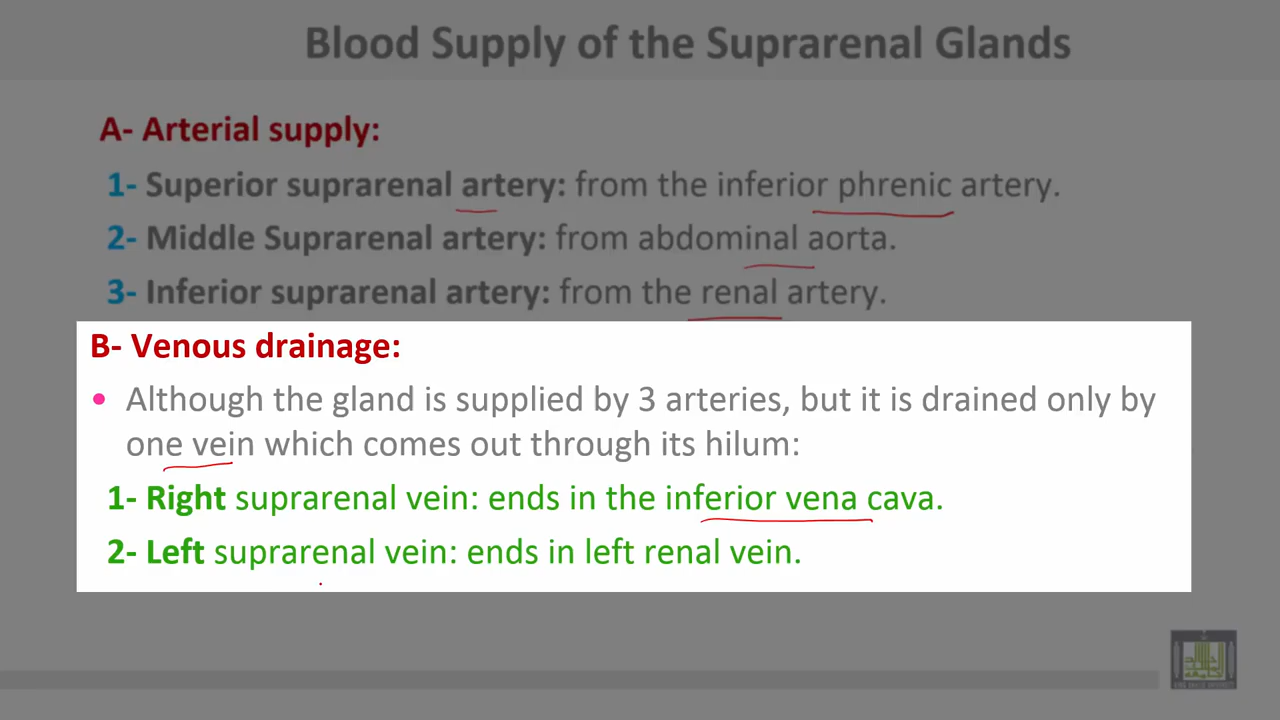 Blood Supply of the Suprarenal Glands
A- Arterial supply:
1- Superior suprarenal artery: from the inferior phrenic artery.
2- Middle Suprarenal artery: from abdominal aorta.
3- Inferior suprarenal artery: from the renal artery.
B- Venous drainage:
• Although the gland is supplied by 3 arteries, but it is drained only by
one vein which comes out through its hilum:
1- Right suprarenal vein: ends in the inferior vena cava.
2- Left suprarenal vein: ends in left renal vein.